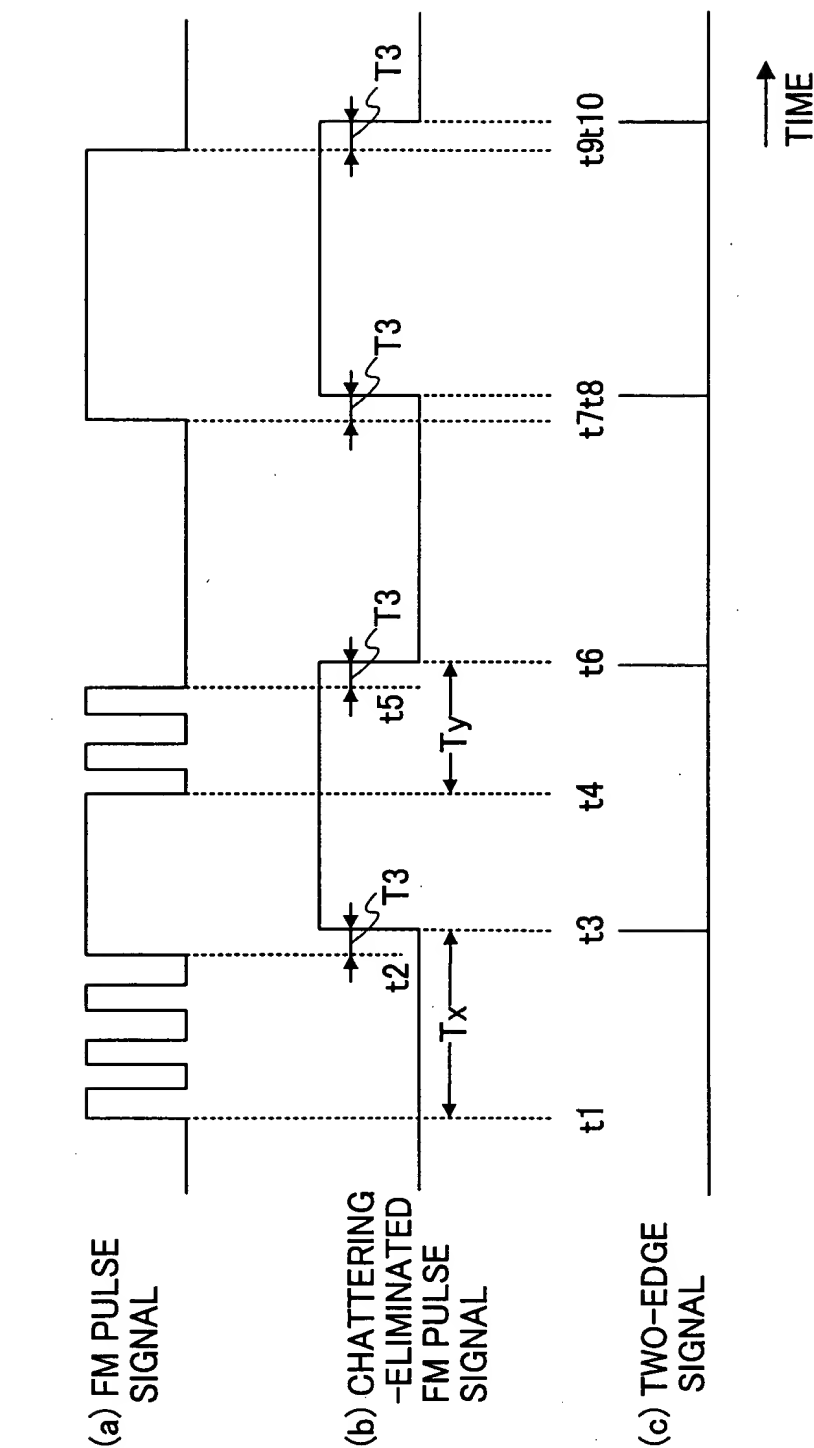 (a) FM PULSE
SIGNAL
(b) CHATTERING
-ELIMINATED
FM PULSE
SIGNAL
T3
T3
T3
T3
t2
t5
Tx
Ty
t1
t3
t4
t6
t7t8
t9t10
(c) TWO-EDGE
SIGNAL
TIME